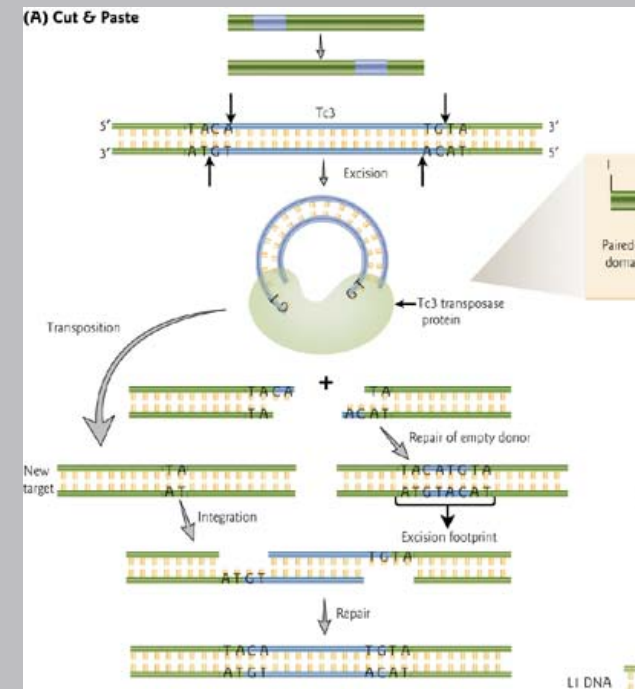 (A) Cut & Paste
Tc3
5′ TACA TGTA 3′
3′ ATGT ACAT 5′
Excision
I
Paired
doma
GT
Tc3 transposase
protein
Transposition
+
TACA TA
TA ACAT
Repair of empty donor
New
target
TA
AT
TACATGTA
ATGTACAT
Integration
Excision footprint
TGTA
ATGT
Repair
TACA TGTA
ATGT ACAT
L1 DNA